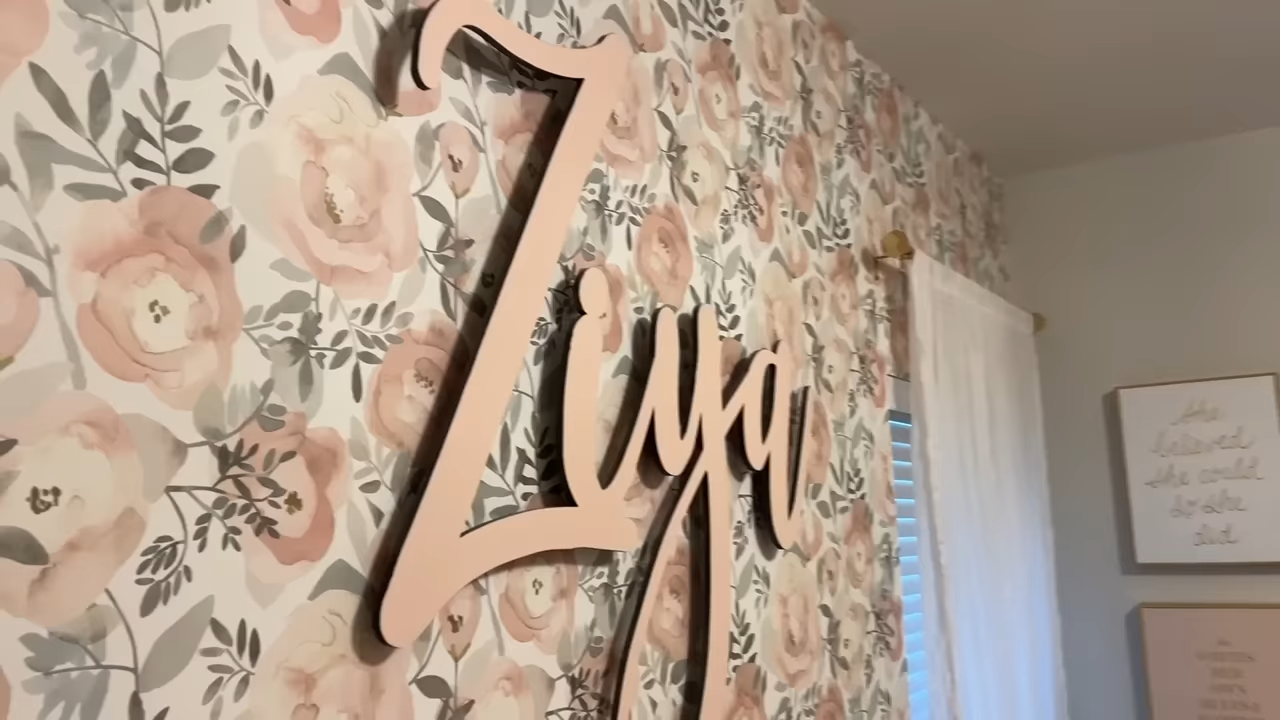 Ziya
she
believed
she could
so she
did